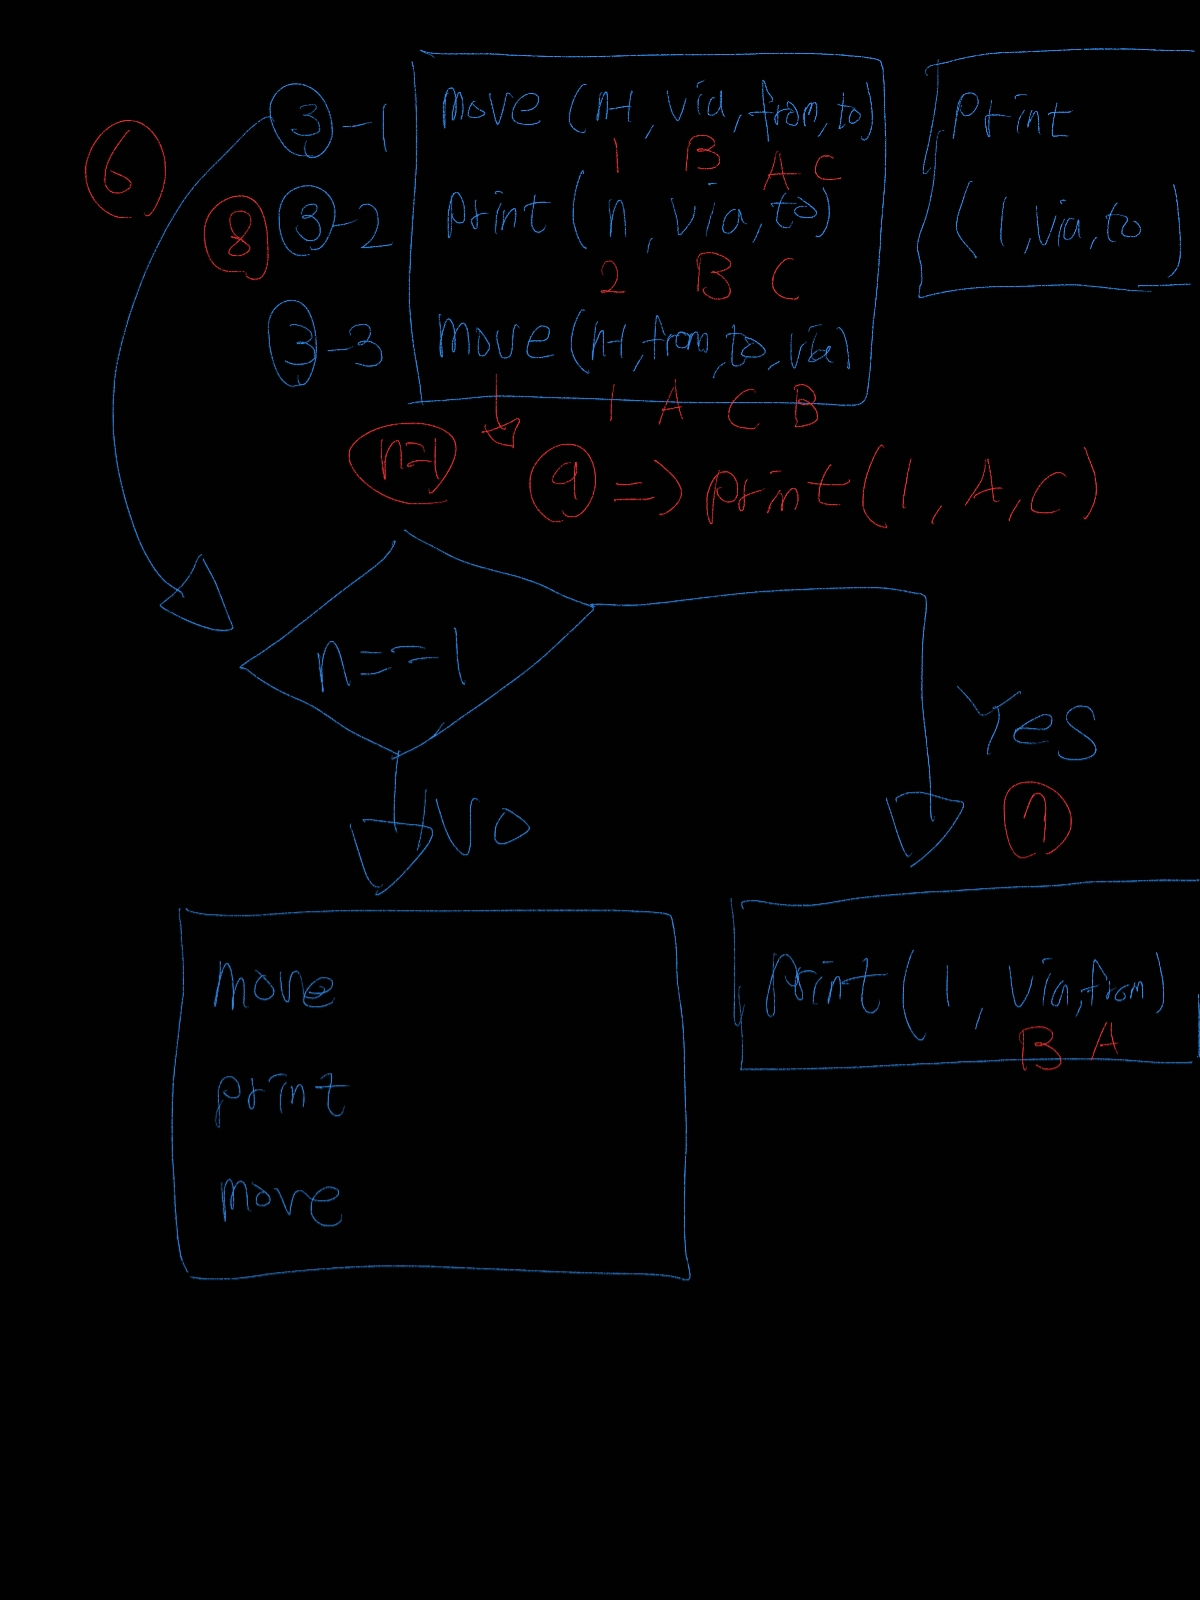 ③-1 move (n-1, via, from, to)
1 B A C
⑥
⑧ ③-2 print (n, via, to)
2 B C
③-3 move (n-1, from, to, via)
1 A C B
print
(1, via, to)
n=1
⑨ => print(1, A, C)
n==1
Yes
⑦
No
move
print
move
print(1, via, from)
B A